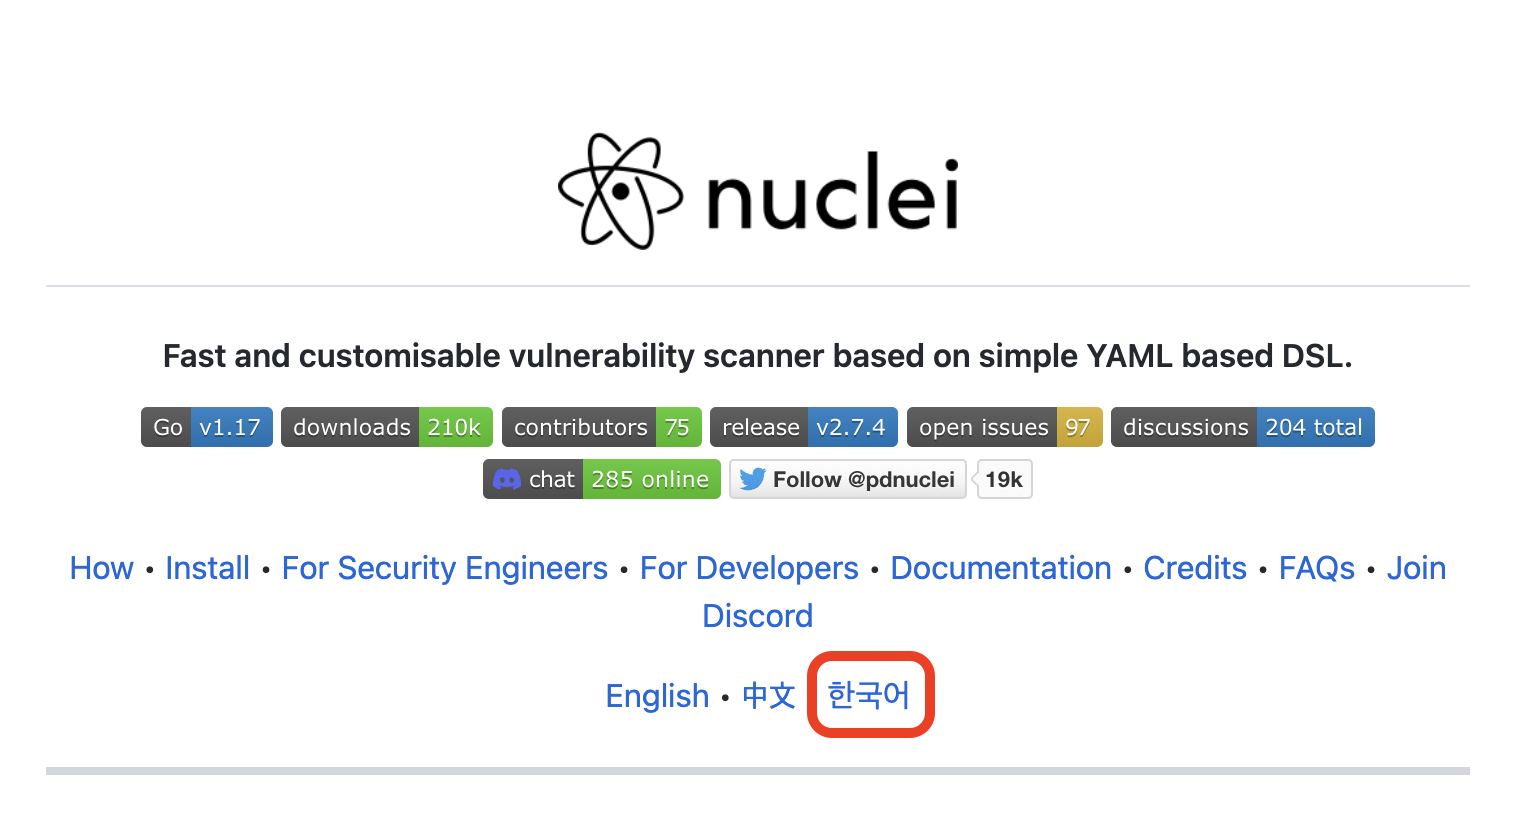 nuclei
Fast and customisable vulnerability scanner based on simple YAML based DSL.
Go v1.17 downloads 210k contributors 75 release v2.7.4 open issues 97 discussions 204 total
chat 285 online Follow @pdnuclei 19k
How • Install • For Security Engineers • For Developers • Documentation • Credits • FAQs • Join
Discord
English • 中文 한국어